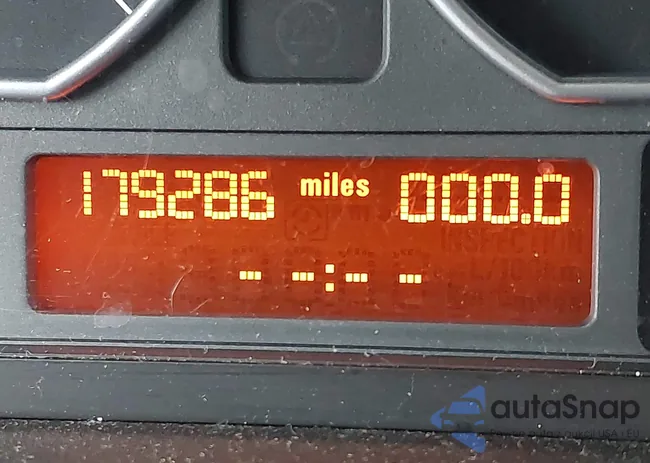 179286 miles 000.0
INSPECTION
- -:- -
autaSnap